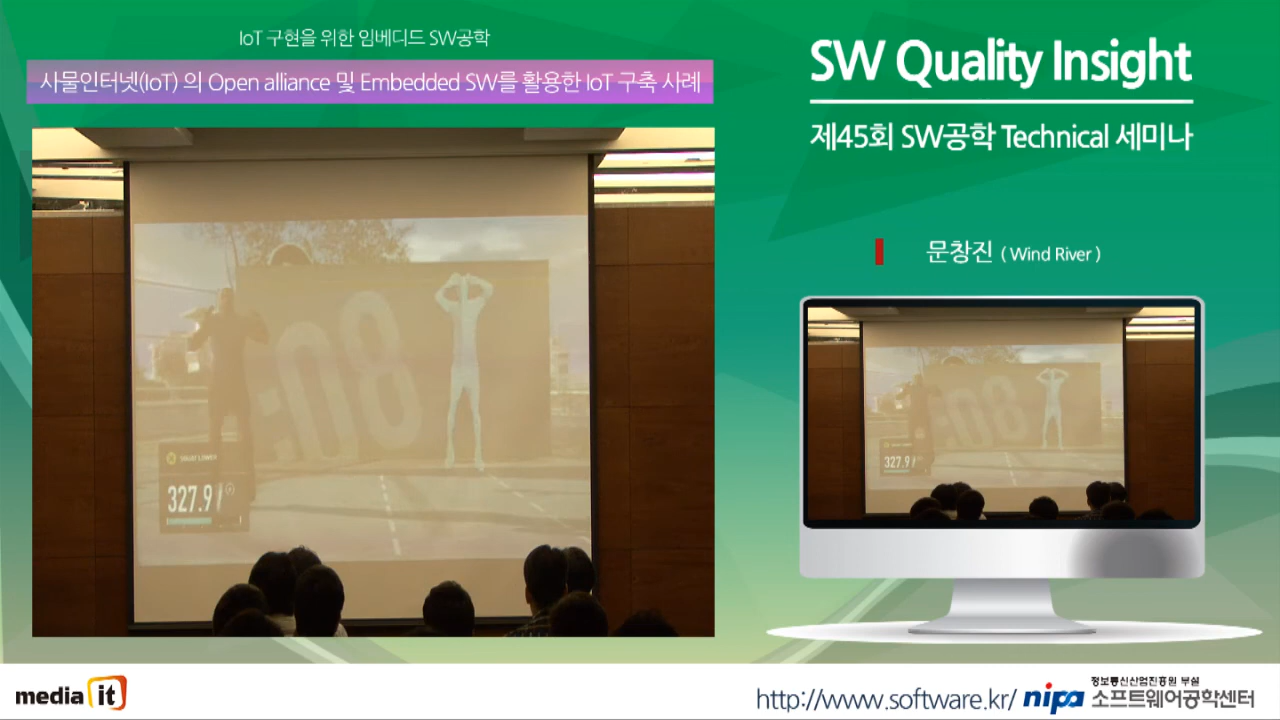 IoT 구현을 위한 임베디드 SW공학
사물인터넷(IoT) 의 Open alliance 및 Embedded SW를 활용한 IoT 구축 사례
SW Quality Insight
제45회 SW공학 Technical 세미나
문창진 ( Wind River )
80:
327.9
327.9
media it
http://www.software.kr/
nipa
정보통신산업진흥원 부설
소프트웨어공학센터